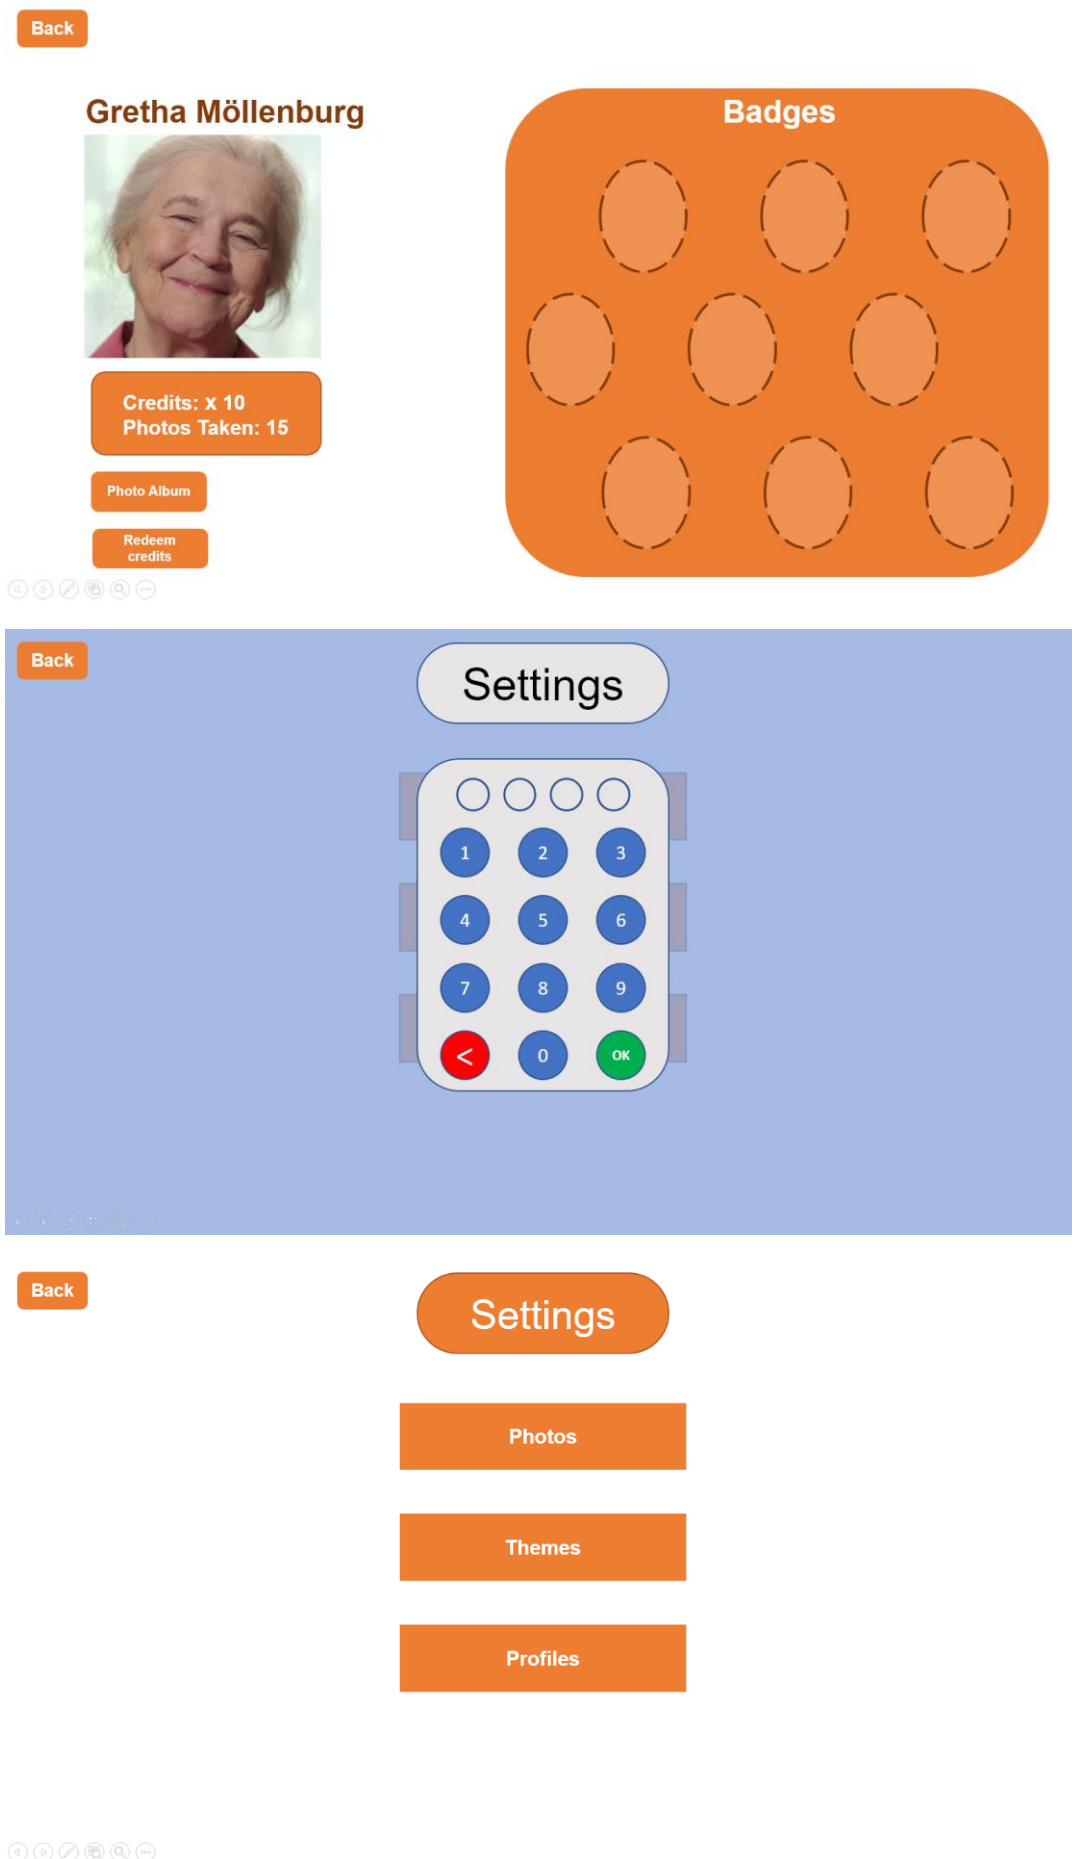 Back
Gretha Möllenburg
Badges
Credits: x 10
Photos Taken: 15
Photo Album
Redeem
credits
Back
Settings
1 2 3
4 5 6
7 8 9
< 0 OK
Back
Settings
Photos
Themes
Profiles